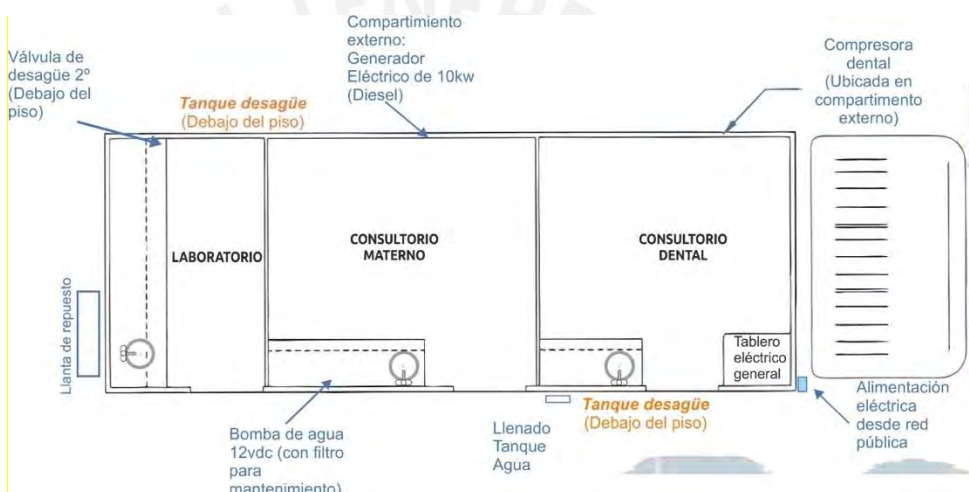 Válvula de
desagüe 2º
(Debajo del
piso)
Tanque desagüe
(Debajo del piso)
Compartimiento
externo:
Generador
Eléctrico de 10kw
(Diesel)
Compresora
dental
(Ubicada en
compartimento
externo)
LABORATORIO
CONSULTORIO
MATERNO
CONSULTORIO
DENTAL
Llanta de repuesto
Tablero
eléctrico
general
Bomba de agua
12vdc (con filtro
para
mantenimiento)
Llenado
Tanque
Agua
Tanque desagüe
(Debajo del piso)
Alimentación
eléctrica
desde red
pública